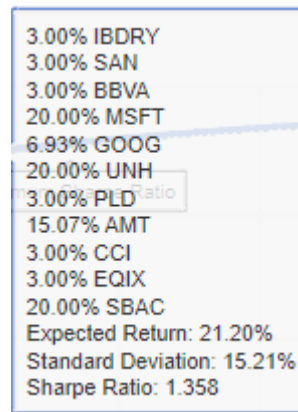 3.00% IBDRY
3.00% SAN
3.00% BBVA
20.00% MSFT
6.93% GOOG
20.00% UNH
3.00% PLD
Sharpe Ratio
15.07% AMT
3.00% CCI
3.00% EQIX
20.00% SBAC
Expected Return: 21.20%
Standard Deviation: 15.21%
Sharpe Ratio: 1.358